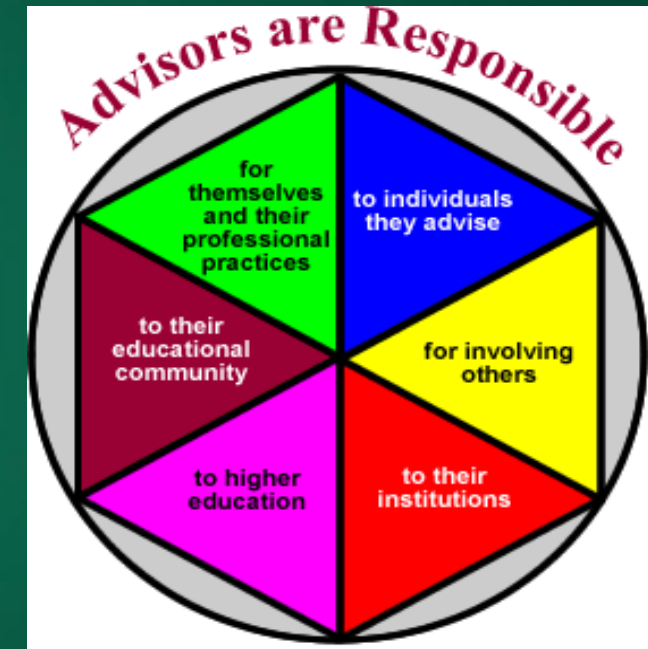 Advisors are Responsible
for
themselves
and their
professional
practices
to individuals
they advise
to their
educational
community
for involving
others
to higher
education
to their
institutions